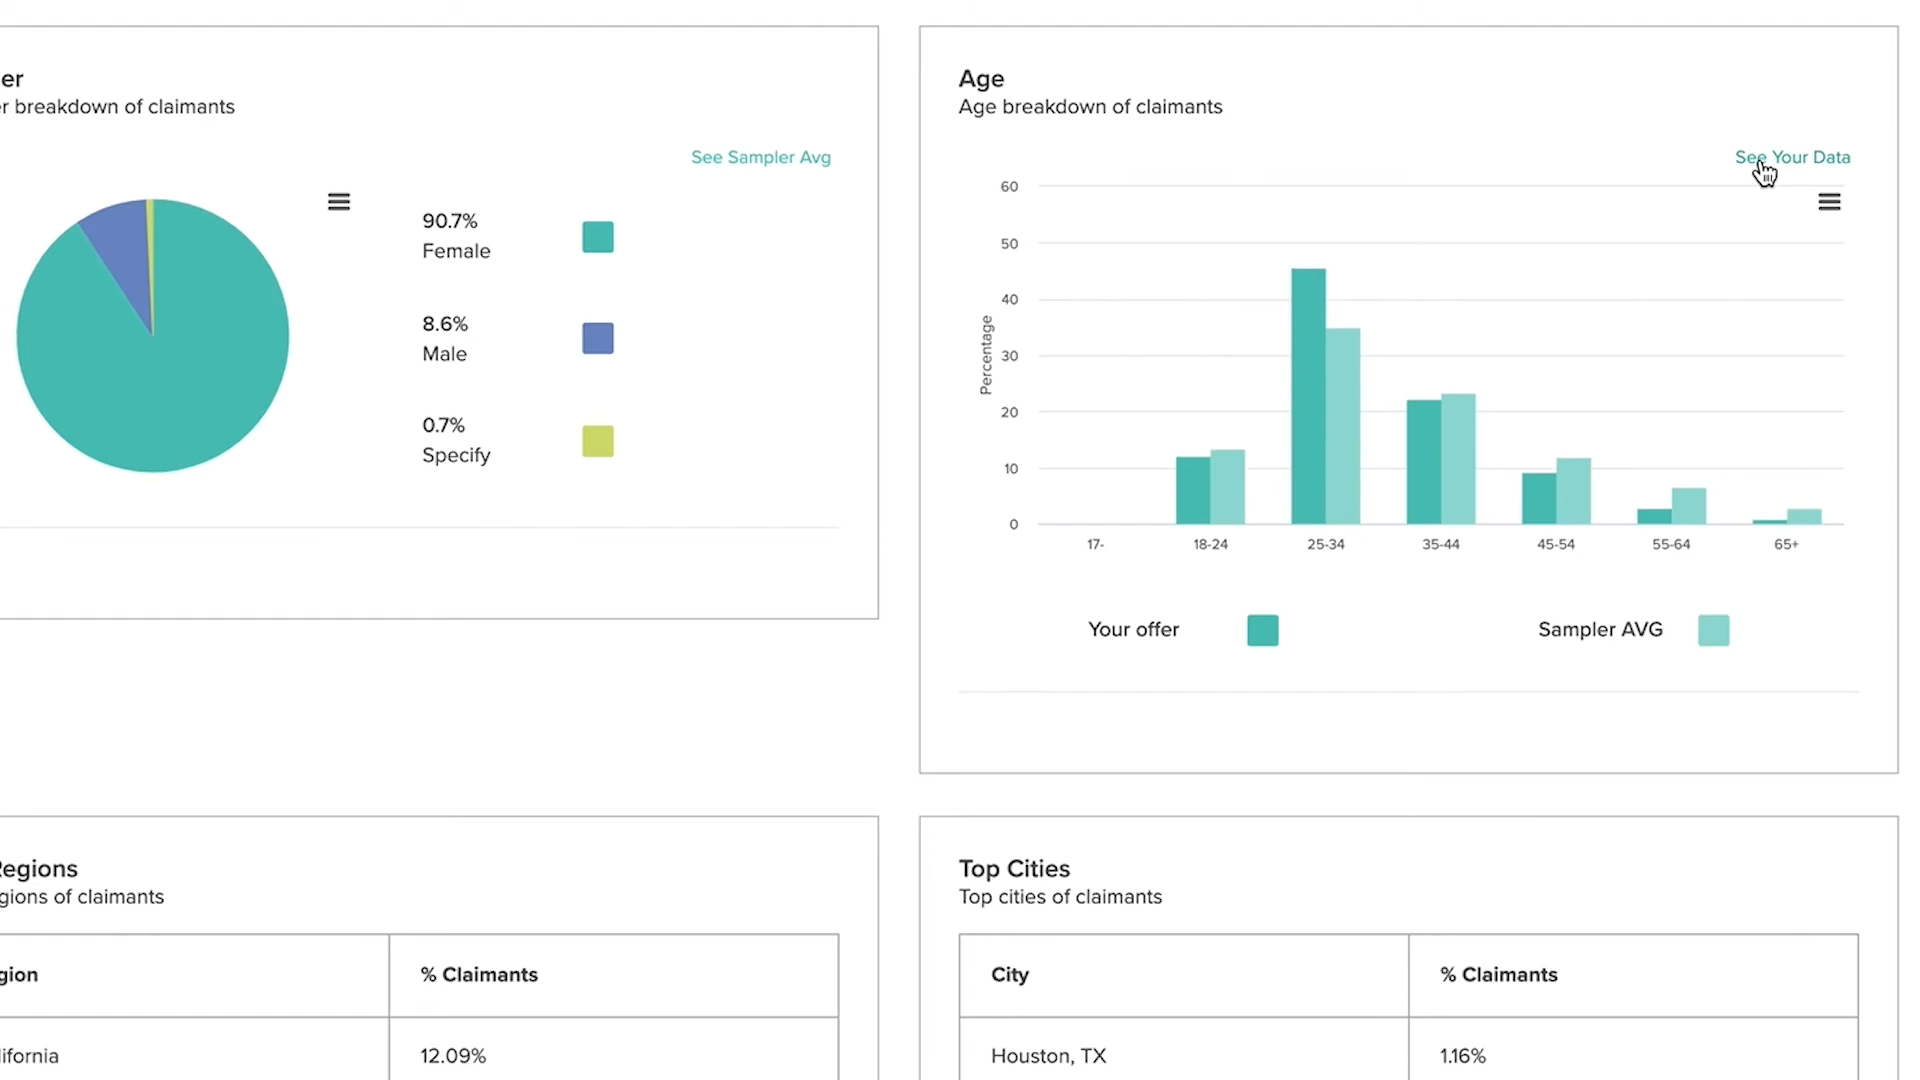 er
er breakdown of claimants
See Sampler Avg
90.7%
Female
8.6%
Male
0.7%
Specify
Age
Age breakdown of claimants
See Your Data
60
50
40
30
20
10
0
Percentage
17-
18-24
25-34
35-44
45-54
55-64
65+
Your offer
Sampler AVG
Regions
gions of claimants
gion
% Claimants
lifornia
12.09%
Top Cities
Top cities of claimants
City
% Claimants
Houston, TX
1.16%